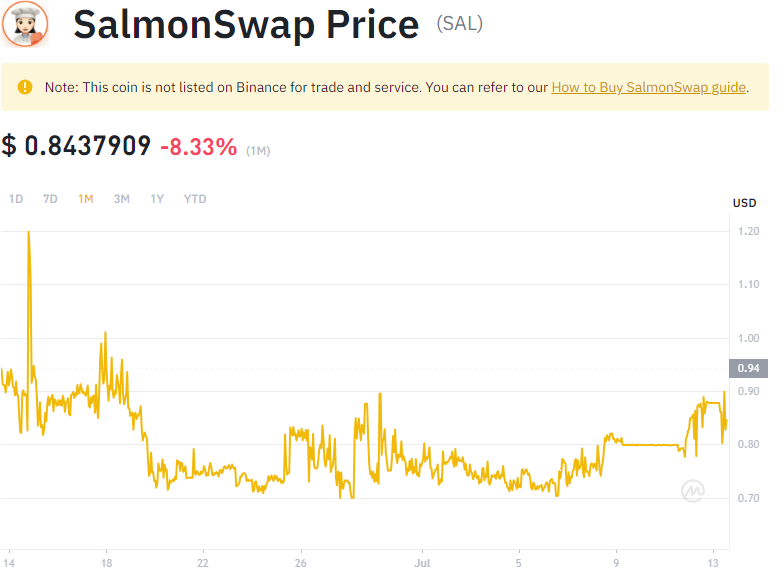 SalmonSwap Price (SAL)
Note: This coin is not listed on Binance for trade and service. You can refer to our How to Buy SalmonSwap guide.
$ 0.8437909 -8.33% (1M)
1D 7D 1M 3M 1Y YTD
USD
1.20
1.10
1.00
0.94
0.90
0.80
0.70
14 18 22 26 Jul 5 9 13